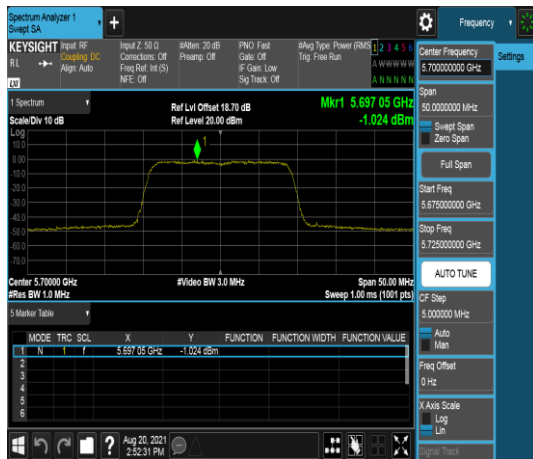 Spectrum Analyzer 1
Swept SA
+
Frequency
KEYSIGHT
RL
LXI
Input: RF
Coupling: DC
Align: Auto
Input Z: 50 Ω
Corrections: Off
Freq Ref: Int (S)
NFE: Off
#Atten: 20 dB
Preamp: Off
PNO: Fast
Gate: Off
IF Gain: Low
Sig Track: Off
#Avg Type: Power (RMS
Trig: Free Run
1 2 3 4 5 6
A W W W W W
A N N N N N
1 Spectrum
Scale/Div 10 dB
Ref Lvl Offset 18.70 dB
Ref Level 20.00 dBm
Mkr1 5.697 05 GHz
-1.024 dBm
Log
10.0
0.00
-10.0
-20.0
-30.0
-40.0
-50.0
-60.0
-70.0
1
Center 5.70000 GHz
#Res BW 1.0 MHz
#Video BW 3.0 MHz
Span 50.00 MHz
Sweep 1.00 ms (1001 pts)
5 Marker Table
MODE TRC SCL X Y FUNCTION FUNCTION WIDTH FUNCTION VALUE
1 N 1 f 5.697 05 GHz -1.024 dBm
2
3
4
5
6
Aug 20, 2021
2:52:31 PM
Center Frequency
5.700000000 GHz
Settings
Span
50.0000000 MHz
Swept Span
Zero Span
Full Span
Start Freq
5.675000000 GHz
Stop Freq
5.725000000 GHz
AUTO TUNE
CF Step
5.000000 MHz
Auto
Man
Freq Offset
0 Hz
X Axis Scale
Log
Lin
Signal Track